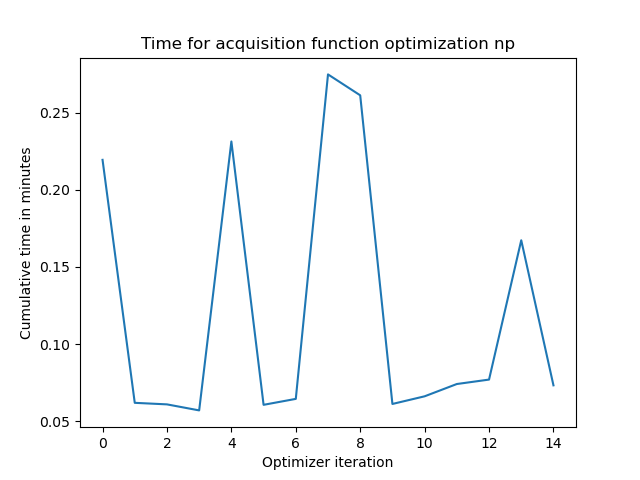 Time for acquisition function optimization np
Cumulative time in minutes
0.25
0.20
0.15
0.10
0.05
0 2 4 6 8 10 12 14
Optimizer iteration